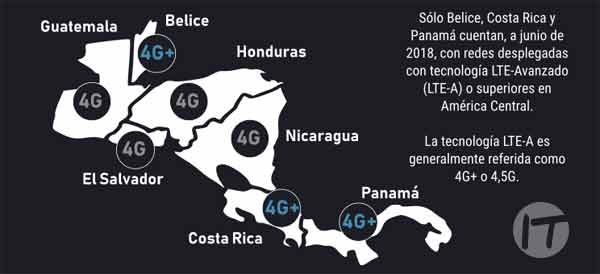 Guatemala
Belice
4G+
Honduras
4G
4G
Nicaragua
4G
4G
El Salvador
Panamá
4G+
4G+
Costa Rica
Sólo Belice, Costa Rica y
Panamá cuentan, a junio de
2018, con redes desplegadas
con tecnología LTE-Avanzado
(LTE-A) o superiores en
América Central.
La tecnología LTE-A es
generalmente referida como
4G+ o 4,5G.
IT